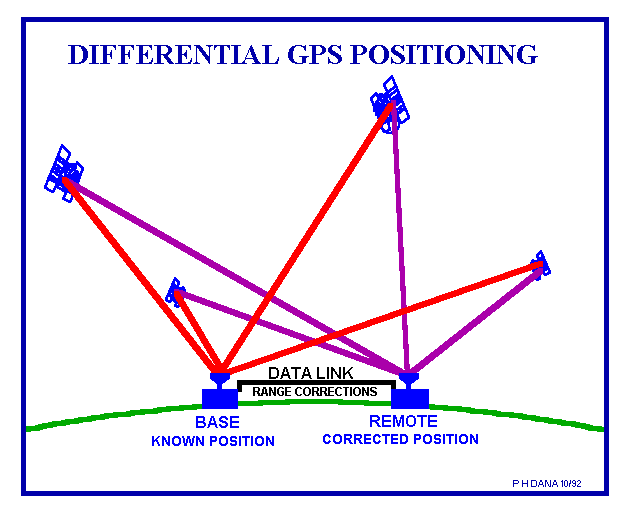 DIFFERENTIAL GPS POSITIONING
DATA LINK
RANGE CORRECTIONS
BASE
KNOWN POSITION
REMOTE
CORRECTED POSITION
P H DANA 10/92